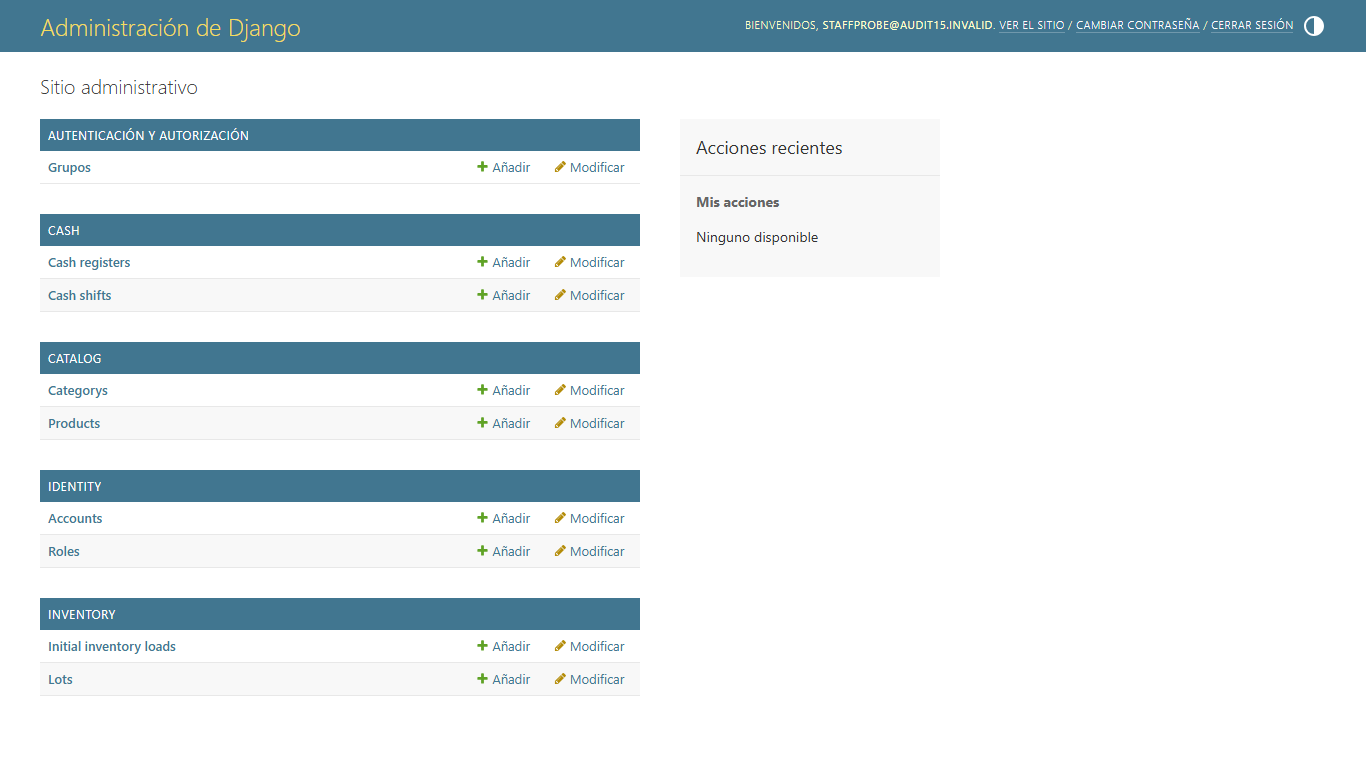 Administración de Django
BIENVENIDOS, STAFFPROBE@AUDIT15.INVALID. VER EL SITIO / CAMBIAR CONTRASEÑA / CERRAR SESIÓN
Sitio administrativo
AUTENTICACIÓN Y AUTORIZACIÓN
Grupos Añadir Modificar
CASH
Cash registers Añadir Modificar
Cash shifts Añadir Modificar
CATALOG
Categorys Añadir Modificar
Products Añadir Modificar
IDENTITY
Accounts Añadir Modificar
Roles Añadir Modificar
INVENTORY
Initial inventory loads Añadir Modificar
Lots Añadir Modificar
Acciones recientes
Mis acciones
Ninguno disponible